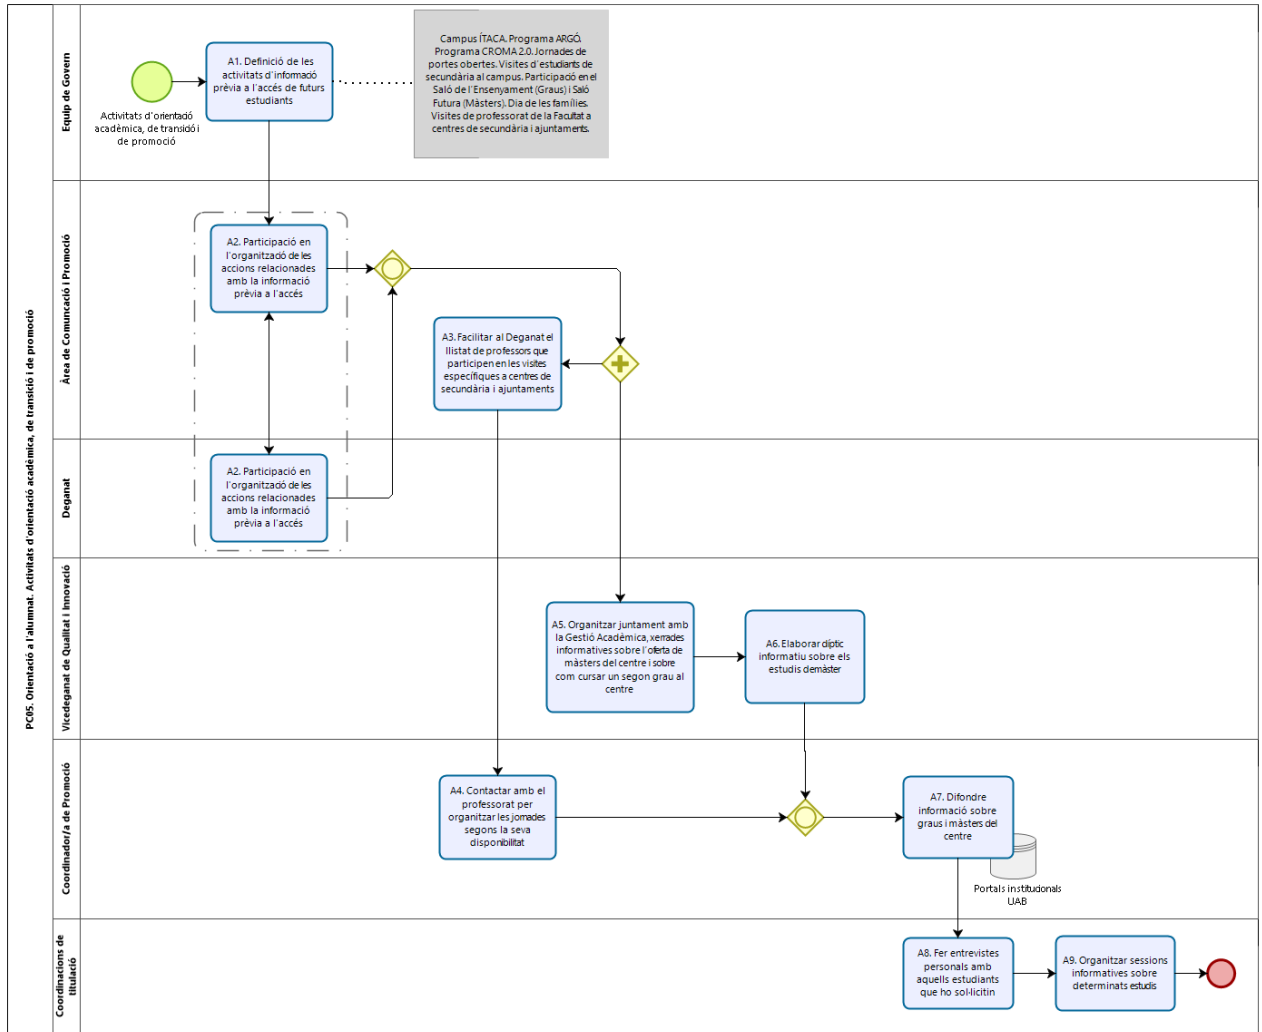 PC05. Orientació a l'alumnat. Activitats d'orientació acadèmica, de transició i de promoció
Equip de Govern
Activitats d'orientació
acadèmica, de transició i
de promoció
A1. Definició de les
activitats d'informació
prèvia a l'accés de futurs
estudiants
Campus ÍTACA. Programa ARGÓ.
Programa CROMA 2.0. Jornades de
portes obertes. Visites d'estudiants de
secundària al campus. Participació en el
Saló de l'Ensenyament (Graus) i Saló
Futura (Màsters). Dia de les famílies.
Visites de professorat de la Facultat a
centres de secundària i ajuntaments.
Àrea de Comuncació i Promoció
A2. Participació en
l'organització de les
accions relacionades
amb la informació
prèvia a l'accés
A3. Facilitar al Deganat el
llistat de professors que
participen en les visites
específiques a centres de
secundària i ajuntaments
Deganat
A2. Participació en
l'organització de les
accions relacionades
amb la informació
prèvia a l'accés
Vicedeganat de Qualitat i Innovació
A5. Organitzar juntament amb
la Gestió Acadèmica, xerrades
informatives sobre l'oferta de
màsters del centre i sobre
com cursar un segon grau al
centre
A6. Elaborar díptic
informatiu sobre els
estudis demàster
Coordinador/a de Promoció
A4. Contactar amb el
professorat per
organitzar les jornades
segons la seva
disponibilitat
A7. Difondre
informació sobre
graus i màsters del
centre
Portals institucionals
UAB
Coordinacions de
titulació
A8. Fer entrevistes
personals amb
aquells estudiants
que ho sol·licitin
A9. Organitzar sessions
informatives sobre
determinats estudis